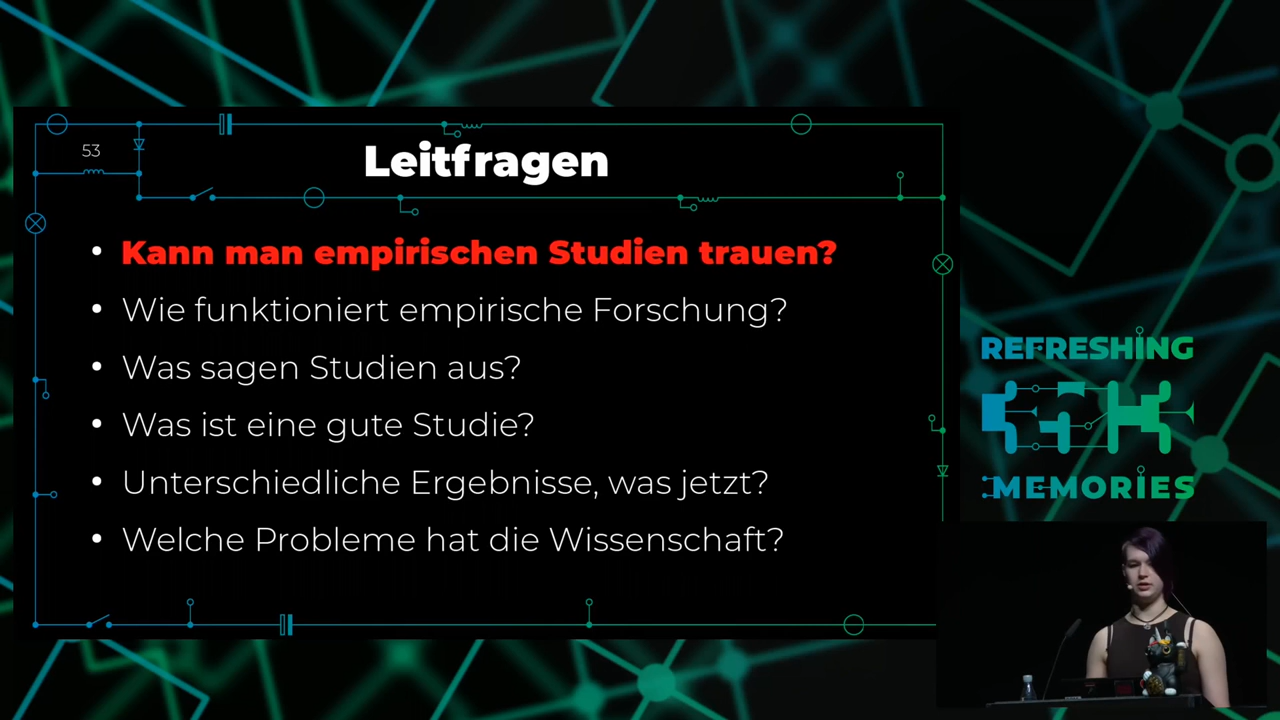 53
Leitfragen
• Kann man empirischen Studien trauen?
• Wie funktioniert empirische Forschung?
• Was sagen Studien aus?
• Was ist eine gute Studie?
• Unterschiedliche Ergebnisse, was jetzt?
• Welche Probleme hat die Wissenschaft?
REFRESHING
MEMORIES